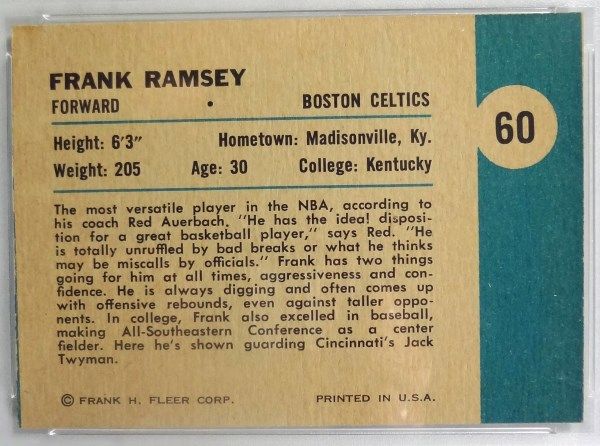 FRANK RAMSEY
FORWARD • BOSTON CELTICS
60
Height: 6'3" Hometown: Madisonville, Ky.
Weight: 205 Age: 30 College: Kentucky
The most versatile player in the NBA, according to
his coach Red Auerbach. "He has the idea! disposi-
tion for a great basketball player," says Red. "He
is totally unruffled by bad breaks or what he thinks
may be miscalls by officials." Frank has two things
going for him at all times, aggressiveness and con-
fidence. He is always digging and often comes up
with offensive rebounds, even against taller oppo-
nents. In college, Frank also excelled in baseball,
making All-Southeastern Conference as a center
fielder. Here he's shown guarding Cincinnati's Jack
Twyman.
© FRANK H. FLEER CORP. PRINTED IN U.S.A.